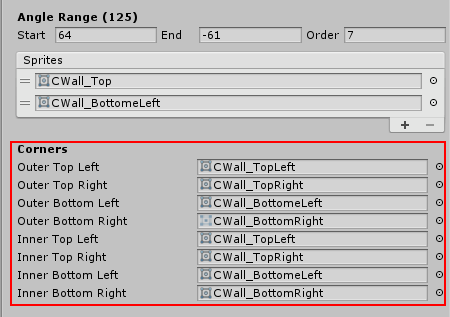 Angle Range (125)
Start 64 End -61 Order 7
Sprites
CWall_Top
CWall_BottomeLeft
+ −
Corners
Outer Top Left CWall_TopLeft
Outer Top Right CWall_TopRight
Outer Bottom Left CWall_BottomeLeft
Outer Bottom Right CWall_BottomRight
Inner Top Left CWall_TopLeft
Inner Top Right CWall_TopRight
Inner Bottom Left CWall_BottomeLeft
Inner Bottom Right CWall_BottomRight